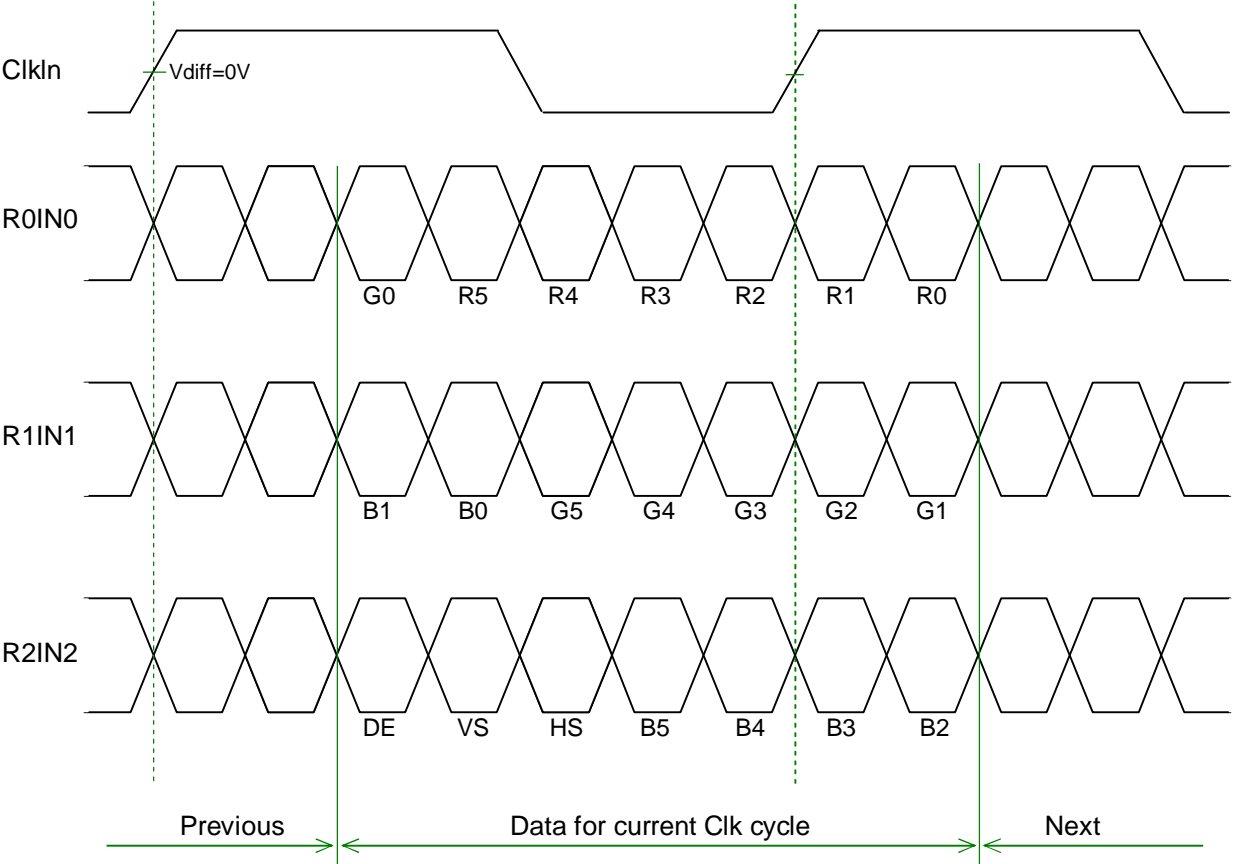 ClkIn
Vdiff=0V
R0IN0
G0 R5 R4 R3 R2 R1 R0
R1IN1
B1 B0 G5 G4 G3 G2 G1
R2IN2
DE VS HS B5 B4 B3 B2
Previous Data for current Clk cycle Next